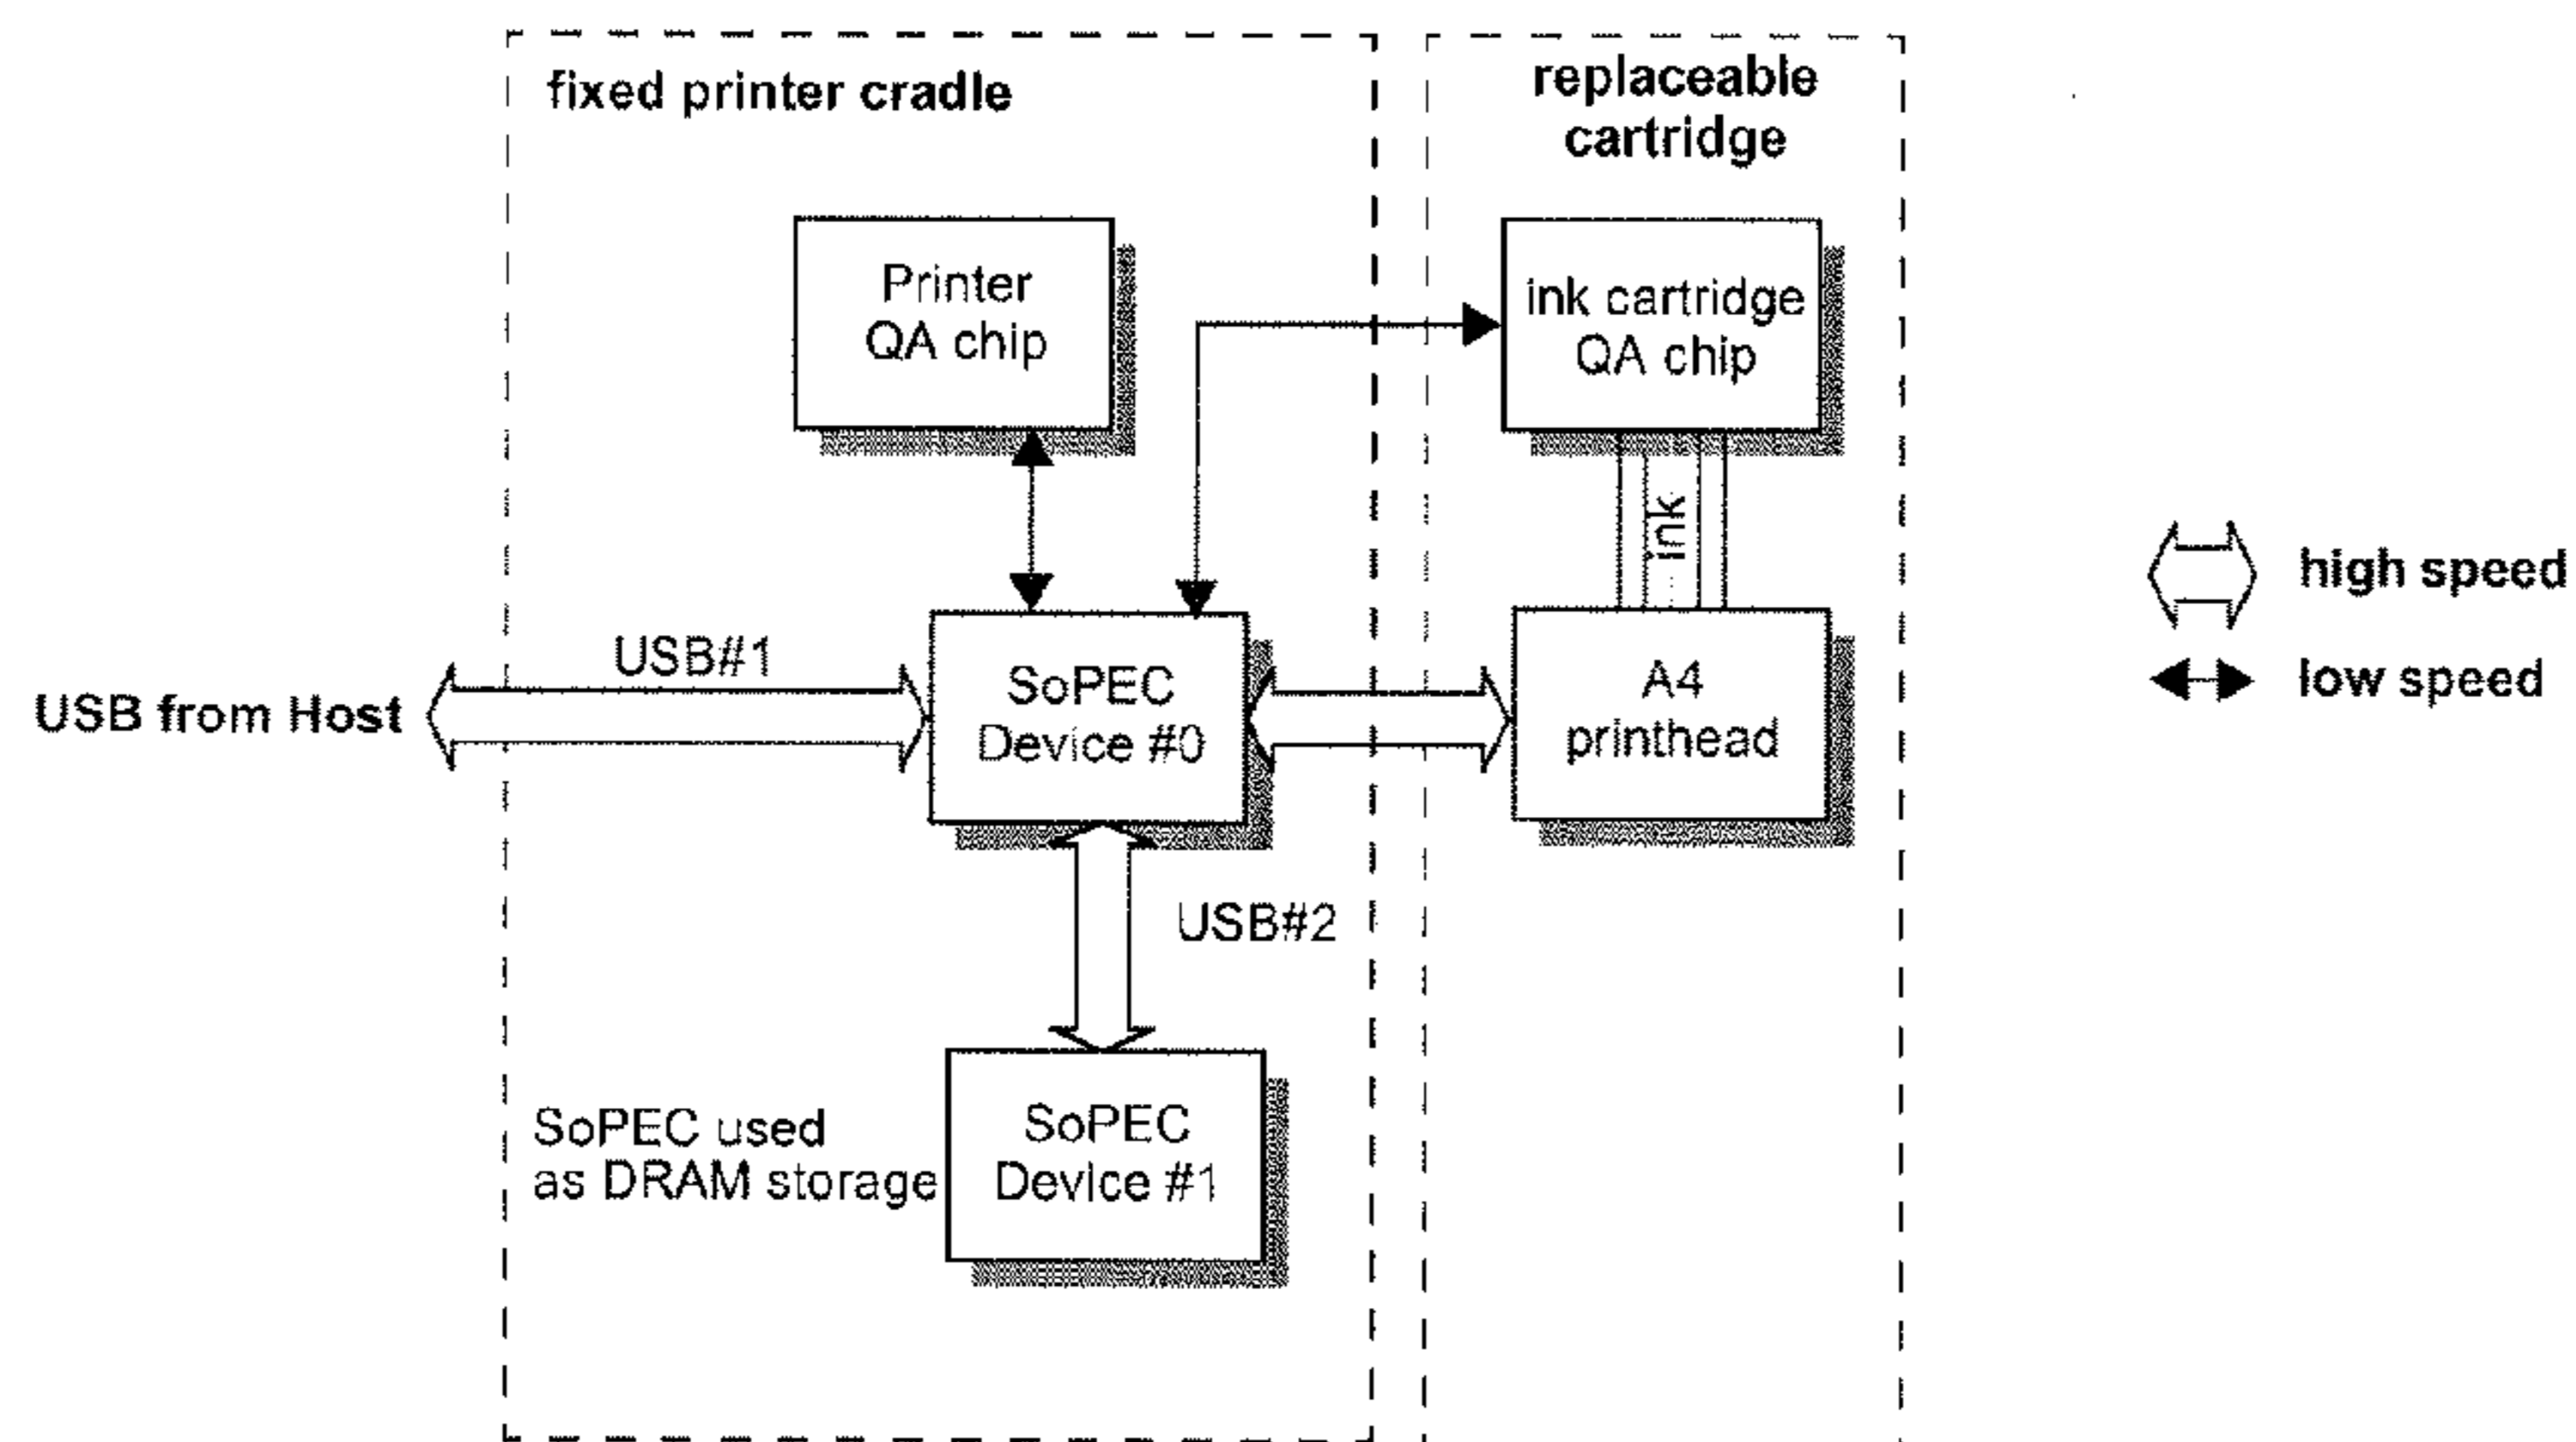 fixed printer cradle
replaceable
cartridge
Printer
QA chip
ink cartridge
QA chip
ink
USB#1
USB from Host
SoPEC
Device #0
A4
printhead
high speed
low speed
USB#2
SoPEC used
as DRAM storage
SoPEC
Device #1